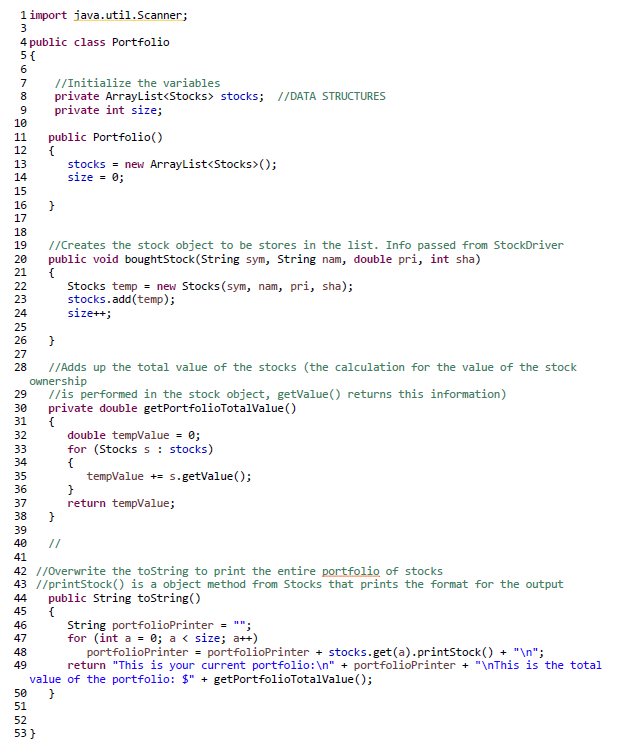 1 import java.util.Scanner;
3
4 public class Portfolio
5 {
6
7 //Initialize the variables
8 private ArrayList<Stocks> stocks; //DATA STRUCTURES
9 private int size;
10
11 public Portfolio()
12 {
13 stocks = new ArrayList<Stocks>();
14 size = 0;
15
16 }
17
18
19 //Creates the stock object to be stores in the list. Info passed from StockDriver
20 public void boughtStock(String sym, String nam, double pri, int sha)
21 {
22 Stocks temp = new Stocks(sym, nam, pri, sha);
23 stocks.add(temp);
24 size++;
25
26 }
27
28 //Adds up the total value of the stocks (the calculation for the value of the stock
ownership
29 //is performed in the stock object, getValue() returns this information)
30 private double getPortfolioTotalValue()
31 {
32 double tempValue = 0;
33 for (Stocks s : stocks)
34 {
35 tempValue += s.getValue();
36 }
37 return tempValue;
38 }
39
40 //
41
42 //Overwrite the toString to print the entire portfolio of stocks
43 //printStock() is a object method from Stocks that prints the format for the output
44 public String toString()
45 {
46 String portfolioPrinter = "";
47 for (int a = 0; a < size; a++)
48 portfolioPrinter = portfolioPrinter + stocks.get(a).printStock() + "\n";
49 return "This is your current portfolio:\n" + portfolioPrinter + "\nThis is the total
value of the portfolio: $" + getPortfolioTotalValue();
50 }
51
52
53 }